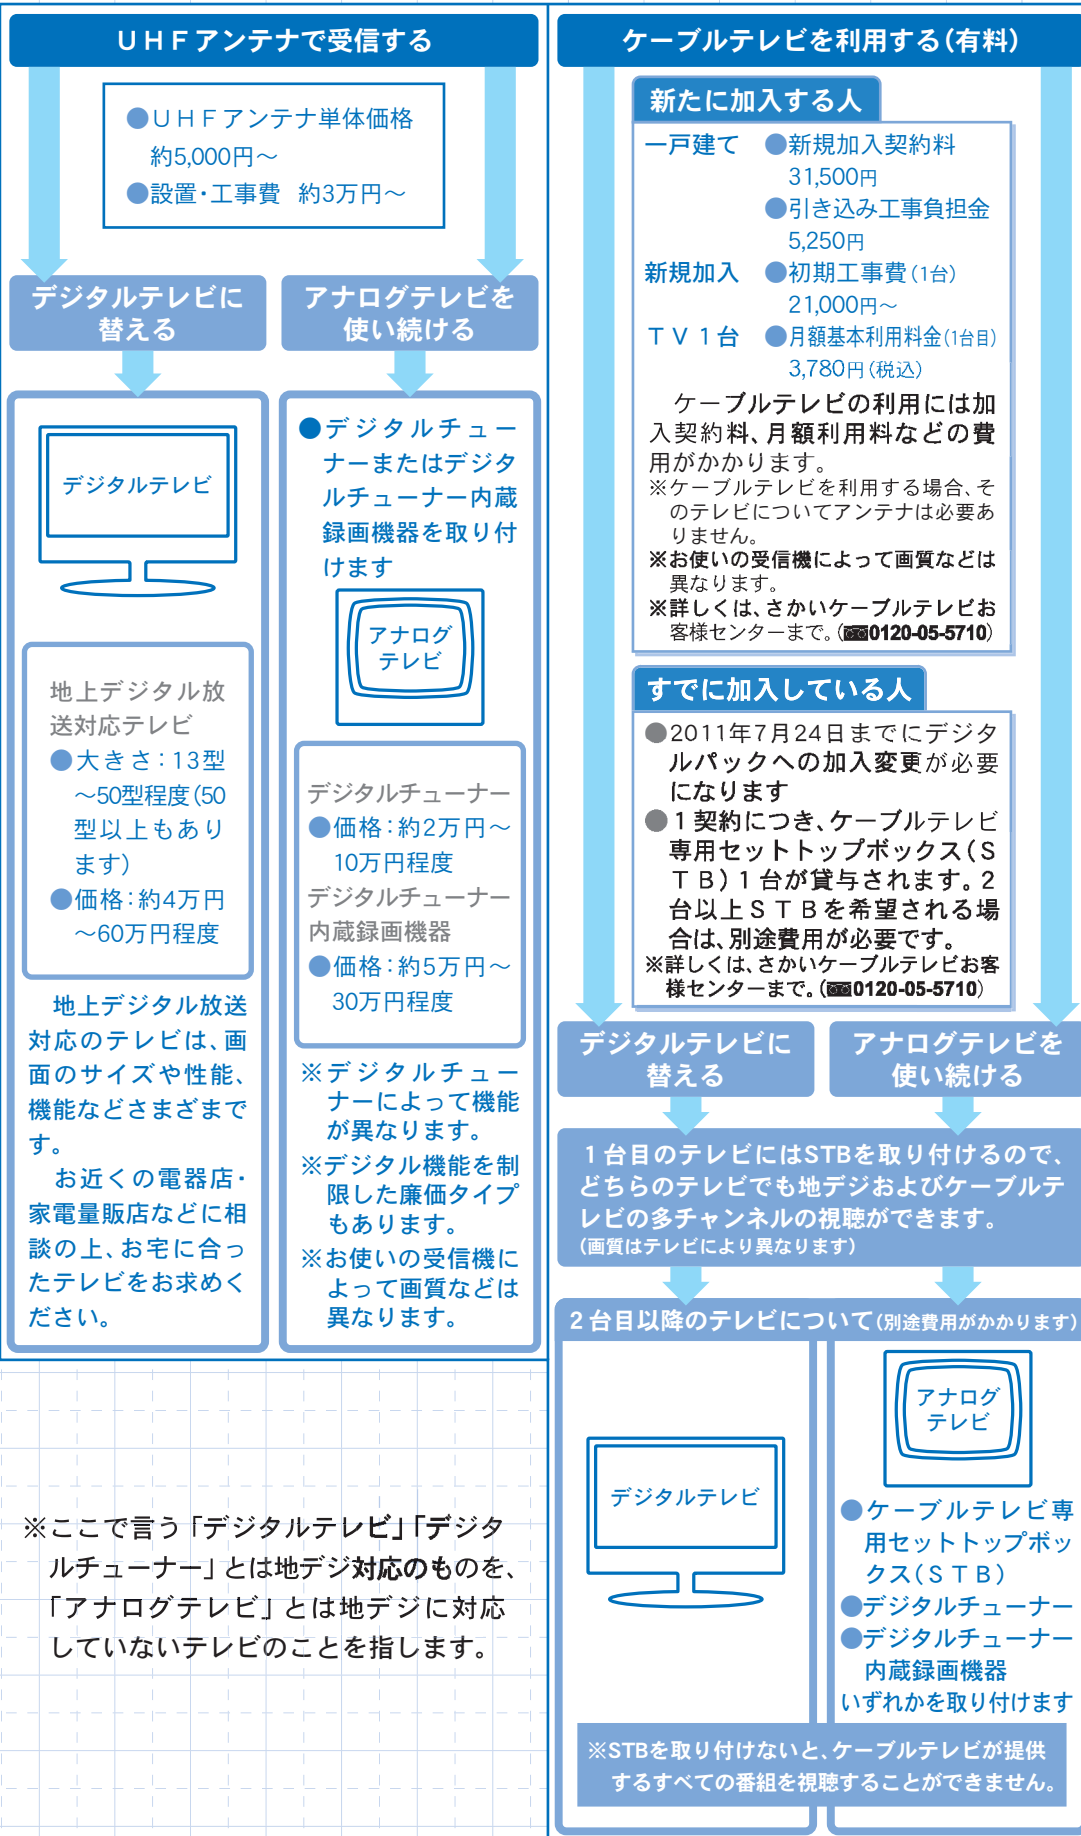 UHFアンテナで受信する
●UHFアンテナ単体価格
約5,000円～
●設置・工事費 約3万円～
デジタルテレビに
替える
デジタルテレビ
地上デジタル放
送対応テレビ
●大きさ：13型
～50型程度(50
型以上もあり
ます)
●価格：約4万円
～60万円程度
地上デジタル放送
対応のテレビは、画
面のサイズや性能、
機能などさまざまで
す。
お近くの電器店・
家電量販店などに相
談の上、お宅に合っ
たテレビをお求めく
ださい。
アナログテレビを
使い続ける
●デジタルチュー
ナーまたはデジタ
ルチューナー内蔵
録画機器を取り付
けます
アナログ
テレビ
デジタルチューナー
●価格：約2万円～
10万円程度
デジタルチューナー
内蔵録画機器
●価格：約5万円～
30万円程度
※デジタルチュー
ナーによって機能
が異なります。
※デジタル機能を制
限した廉価タイプ
もあります。
※お使いの受信機に
よって画質などは
異なります。
※ここで言う「デジタルテレビ」「デジタ
ルチューナー」とは地デジ対応のものを、
「アナログテレビ」とは地デジに対応
していないテレビのことを指します。
ケーブルテレビを利用する(有料)
新たに加入する人
一戸建て ●新規加入契約料
31,500円
●引き込み工事負担金
5,250円
新規加入 ●初期工事費(1台)
21,000円～
TV1台 ●月額基本利用料金(1台目)
3,780円(税込)
ケーブルテレビの利用には加
入契約料、月額利用料などの費
用がかかります。
※ケーブルテレビを利用する場合、そ
のテレビについてアンテナは必要あ
りません。
※お使いの受信機によって画質などは
異なります。
※詳しくは、さかいケーブルテレビお
客様センターまで。(0120-05-5710)
すでに加入している人
●2011年7月24日までにデジタ
ルパックへの加入変更が必要
になります
●1契約につき、ケーブルテレビ
専用セットトップボックス(S
TB)1台が貸与されます。2
台以上STBを希望される場
合は、別途費用が必要です。
※詳しくは、さかいケーブルテレビお客
様センターまで。(0120-05-5710)
デジタルテレビに
替える
アナログテレビを
使い続ける
1台目のテレビにはSTBを取り付けるので、
どちらのテレビでも地デジおよびケーブルテ
レビの多チャンネルの視聴ができます。
(画質はテレビにより異なります)
2台目以降のテレビについて(別途費用がかかります)
デジタルテレビ
アナログ
テレビ
●ケーブルテレビ専
用セットトップボッ
クス(STB)
●デジタルチューナー
●デジタルチューナー
内蔵録画機器
いずれかを取り付けます
※STBを取り付けないと、ケーブルテレビが提供
するすべての番組を視聴することができません。